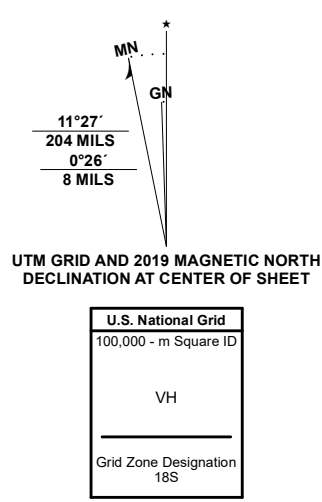 MN
GN
11°27´
204 MILS
0°26´
8 MILS
UTM GRID AND 2019 MAGNETIC NORTH
DECLINATION AT CENTER OF SHEET
U.S. National Grid
100,000 - m Square ID
VH
Grid Zone Designation
18S